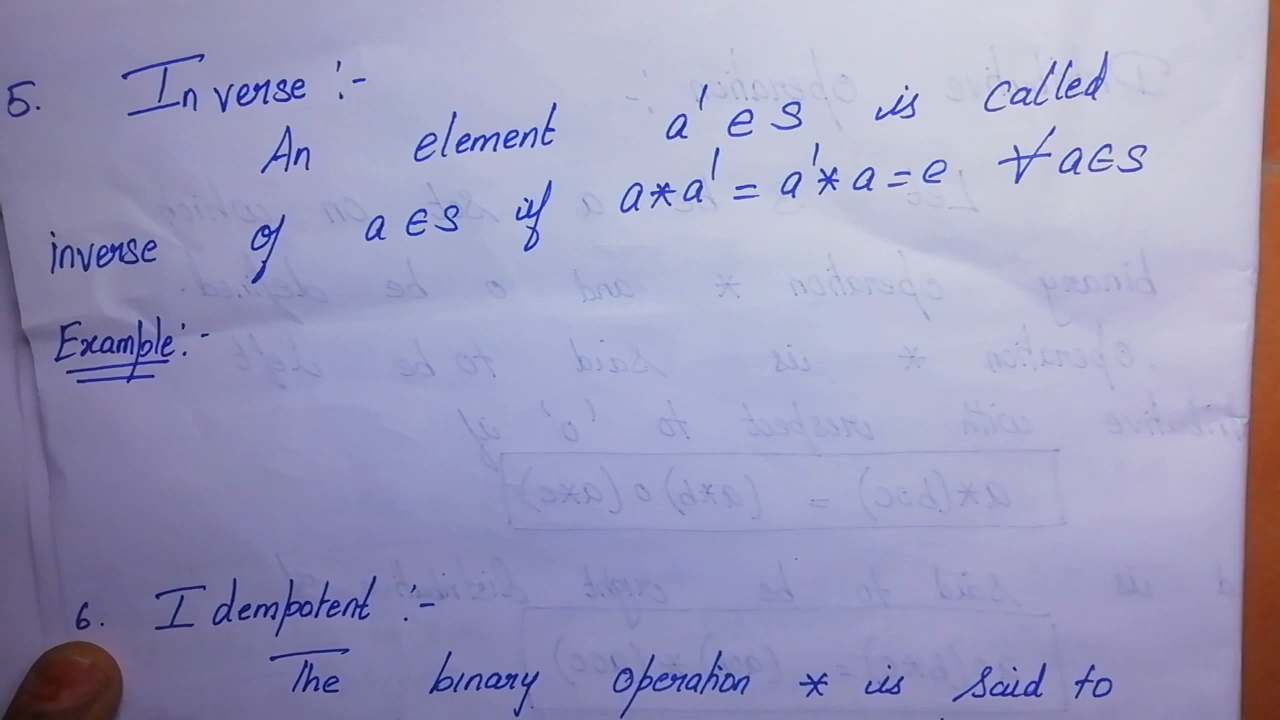 5. Inverse :-
An element a' ∈ S is called
inverse of a ∈ S if a*a' = a'*a = e ∀ a∈S
Example :-
6. Idempotent :-
The binary operation * is said to